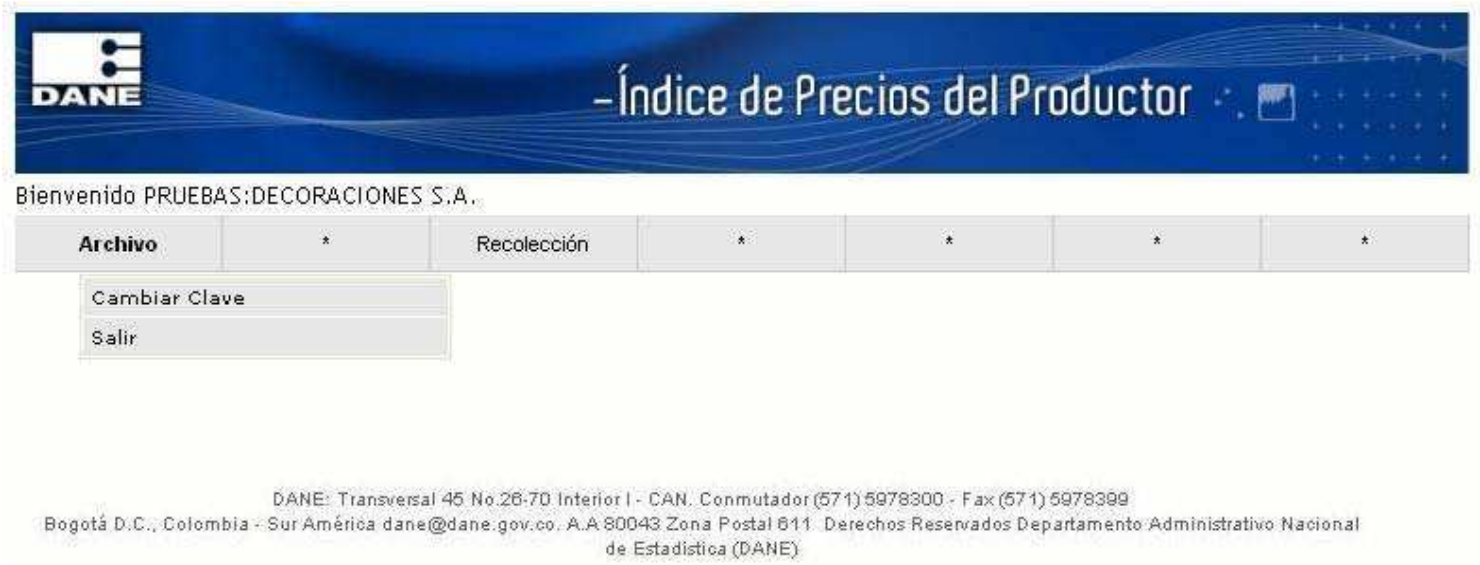 DANE
–Índice de Precios del Productor
Bienvenido PRUEBAS:DECORACIONES S.A.
Archivo * Recolección * * * *
Cambiar Clave
Salir
DANE: Transversal 45 No.26-70 Interior I - CAN. Conmutador (571) 5978300 - Fax (571) 5978399
Bogotá D.C., Colombia - Sur América dane@dane.gov.co. A.A 80043 Zona Postal 611 Derechos Reservados Departamento Administrativo Nacional
de Estadística (DANE)